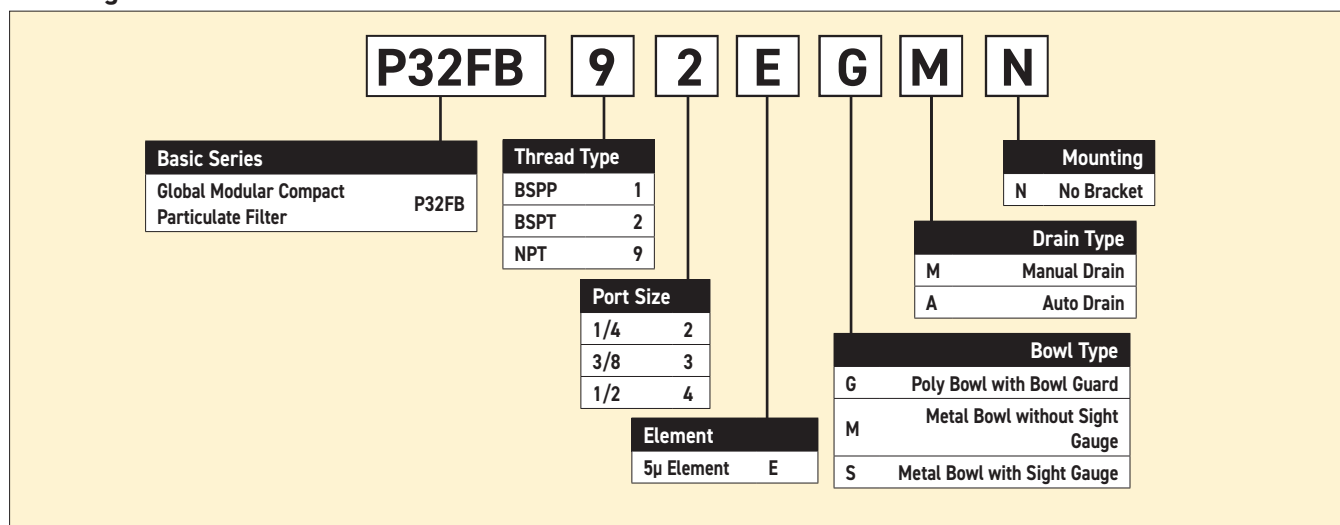 P32FB 9 2 E G M N
Basic Series
Global Modular Compact
Particulate Filter P32FB
Thread Type
BSPP 1
BSPT 2
NPT 9
Port Size
1/4 2
3/8 3
1/2 4
Element
5μ Element E
Mounting
N No Bracket
Drain Type
M Manual Drain
A Auto Drain
Bowl Type
G Poly Bowl with Bowl Guard
M Metal Bowl without Sight
Gauge
S Metal Bowl with Sight Gauge